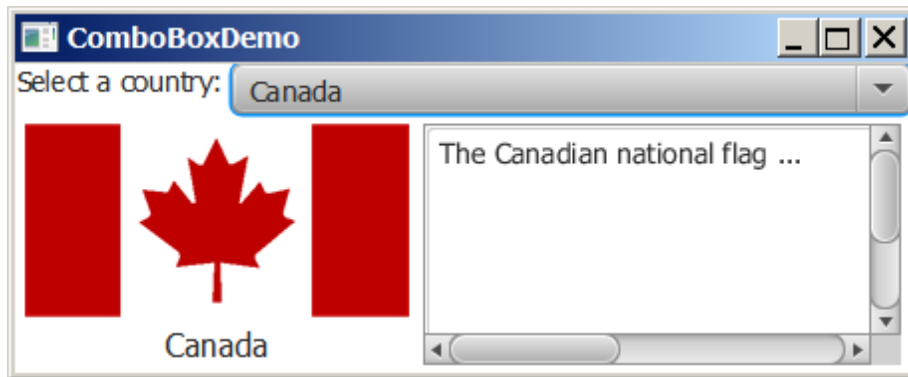 ComboBoxDemo
Select a country: Canada
The Canadian national flag ...
Canada